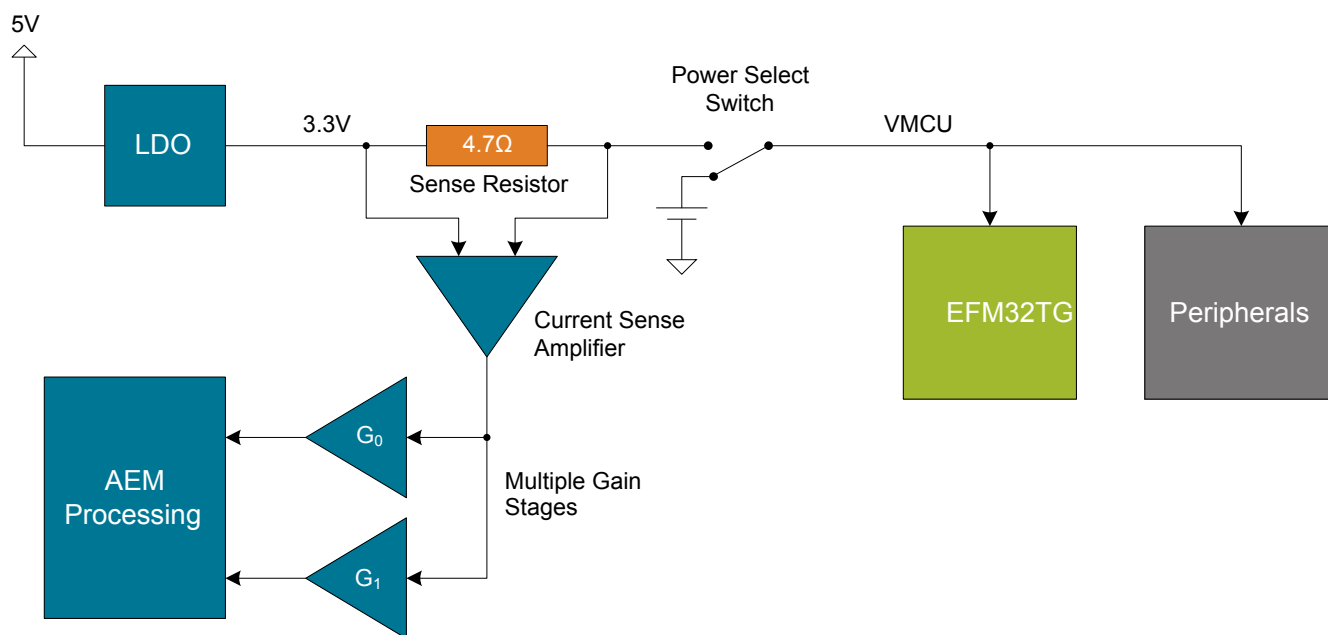 5V
LDO
3.3V
4.7Ω
Sense Resistor
Power Select
Switch
VMCU
EFM32TG
Peripherals
Current Sense
Amplifier
AEM
Processing
G₀
Multiple Gain
Stages
G₁